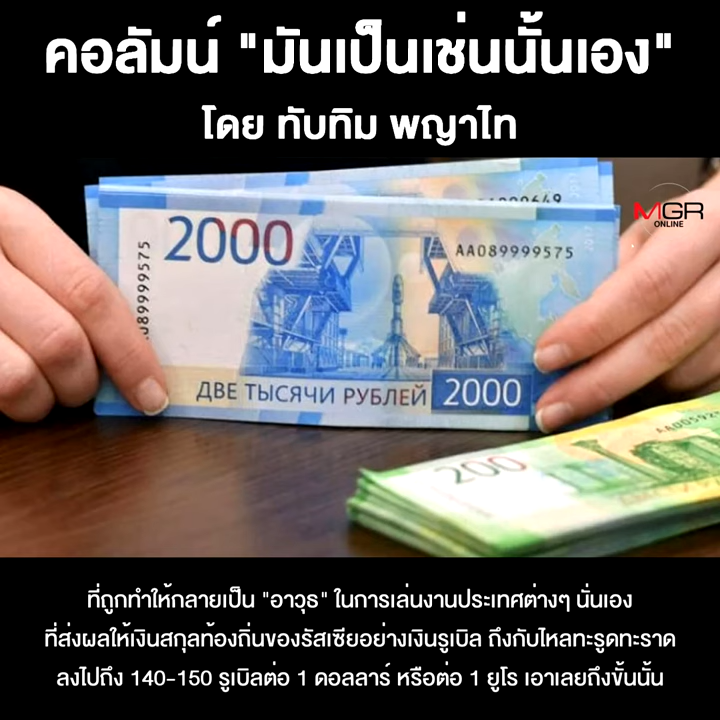 คอลัมน์ "มันเป็นเช่นนั้นเอง"
โดย ทับทิม พญาไท
MGR
ONLINE
2000
AA089999575
ДВЕ ТЫСЯЧИ РУБЛЕЙ 2000
200
ที่ถูกทำให้กลายเป็น "อาวุธ" ในการเล่นงานประเทศต่างๆ นั่นเอง
ที่ส่งผลให้เงินสกุลท้องถิ่นของรัสเซียอย่างเงินรูเบิล ถึงกับไหลทะรูดทะราด
ลงไปถึง 140-150 รูเบิลต่อ 1 ดอลลาร์ หรือต่อ 1 ยูโร เอาเลยถึงขั้นนั้น